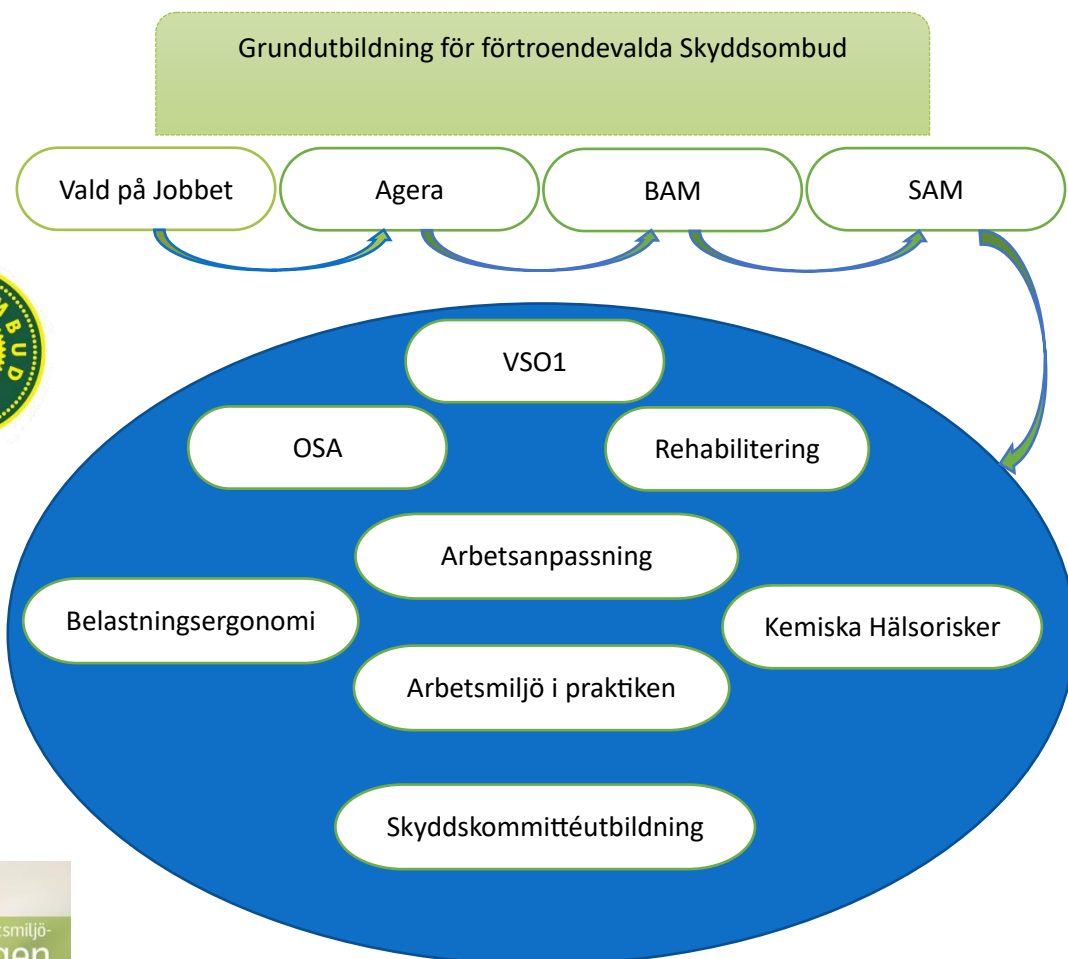 Grundutbildning för förtroendevalda Skyddsombud
Vald på Jobbet
Agera
BAM
SAM
VSO1
OSA
Rehabilitering
Arbetsanpassning
Belastningsergonomi
Kemiska Hälsorisker
Arbetsmiljö i praktiken
Skyddskommittéutbildning